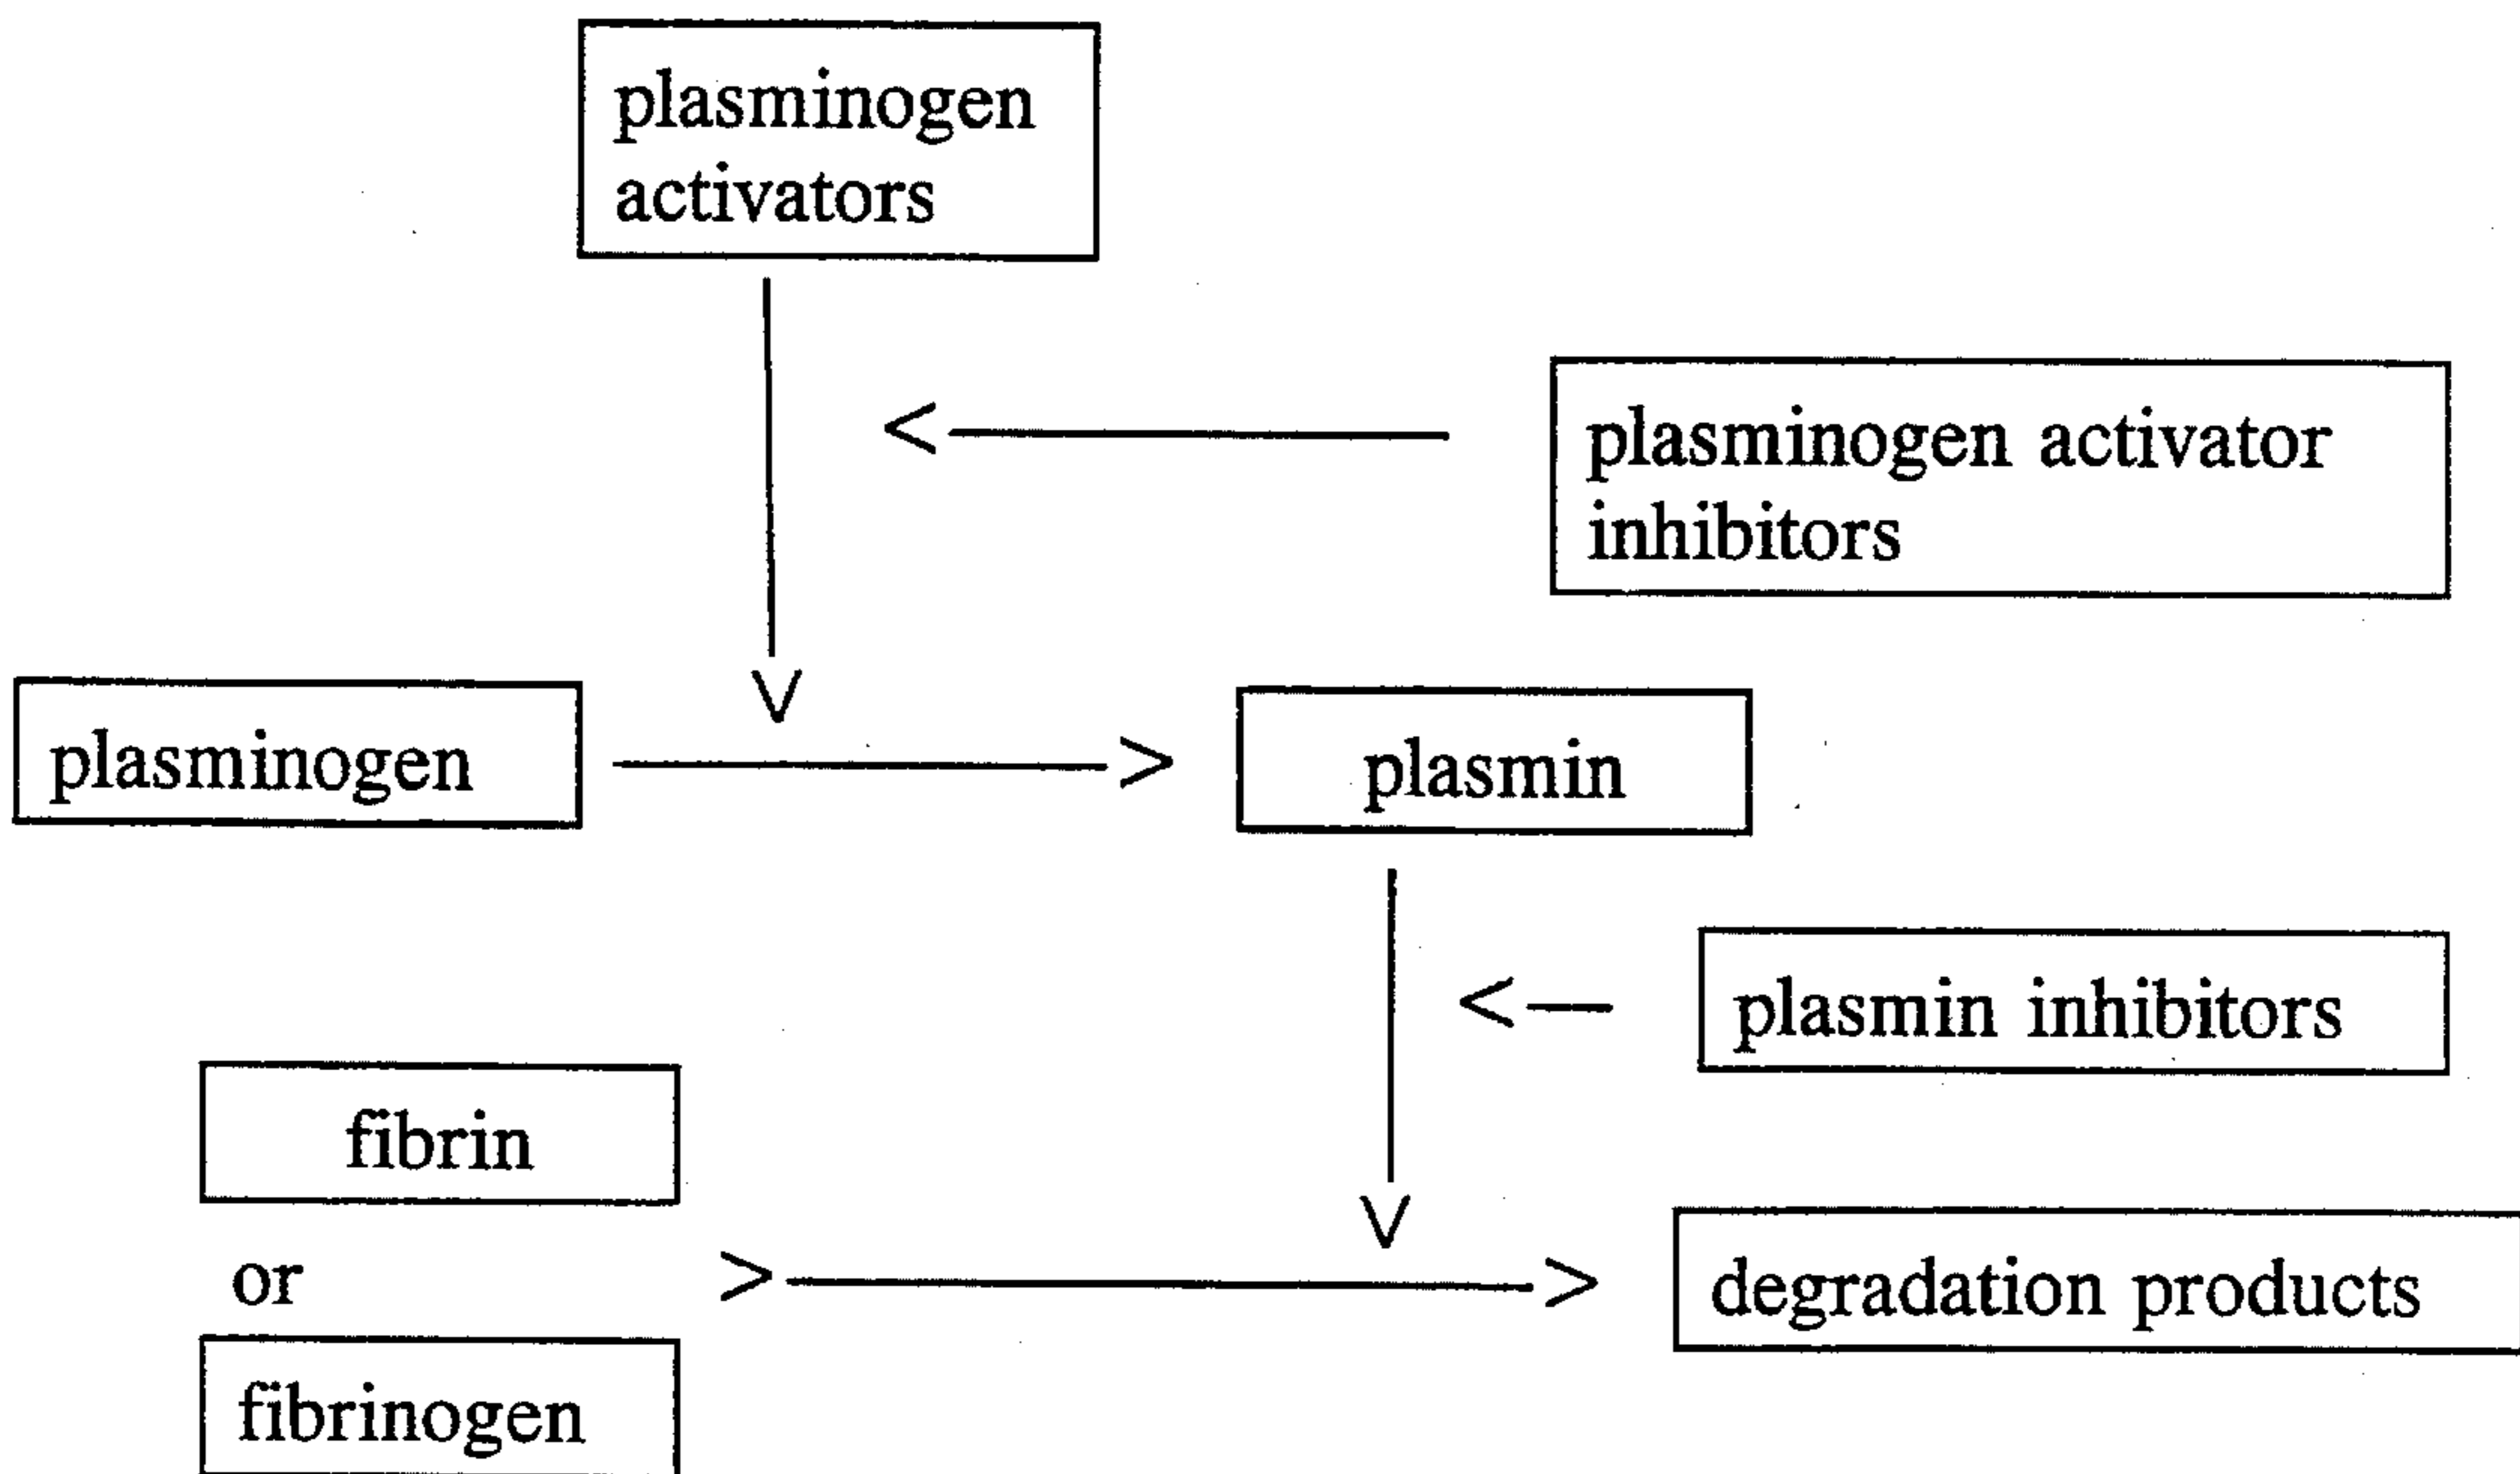 plasminogen
activators
plasminogen activator
inhibitors
plasminogen
plasmin
plasmin inhibitors
fibrin
or
degradation products
fibrinogen